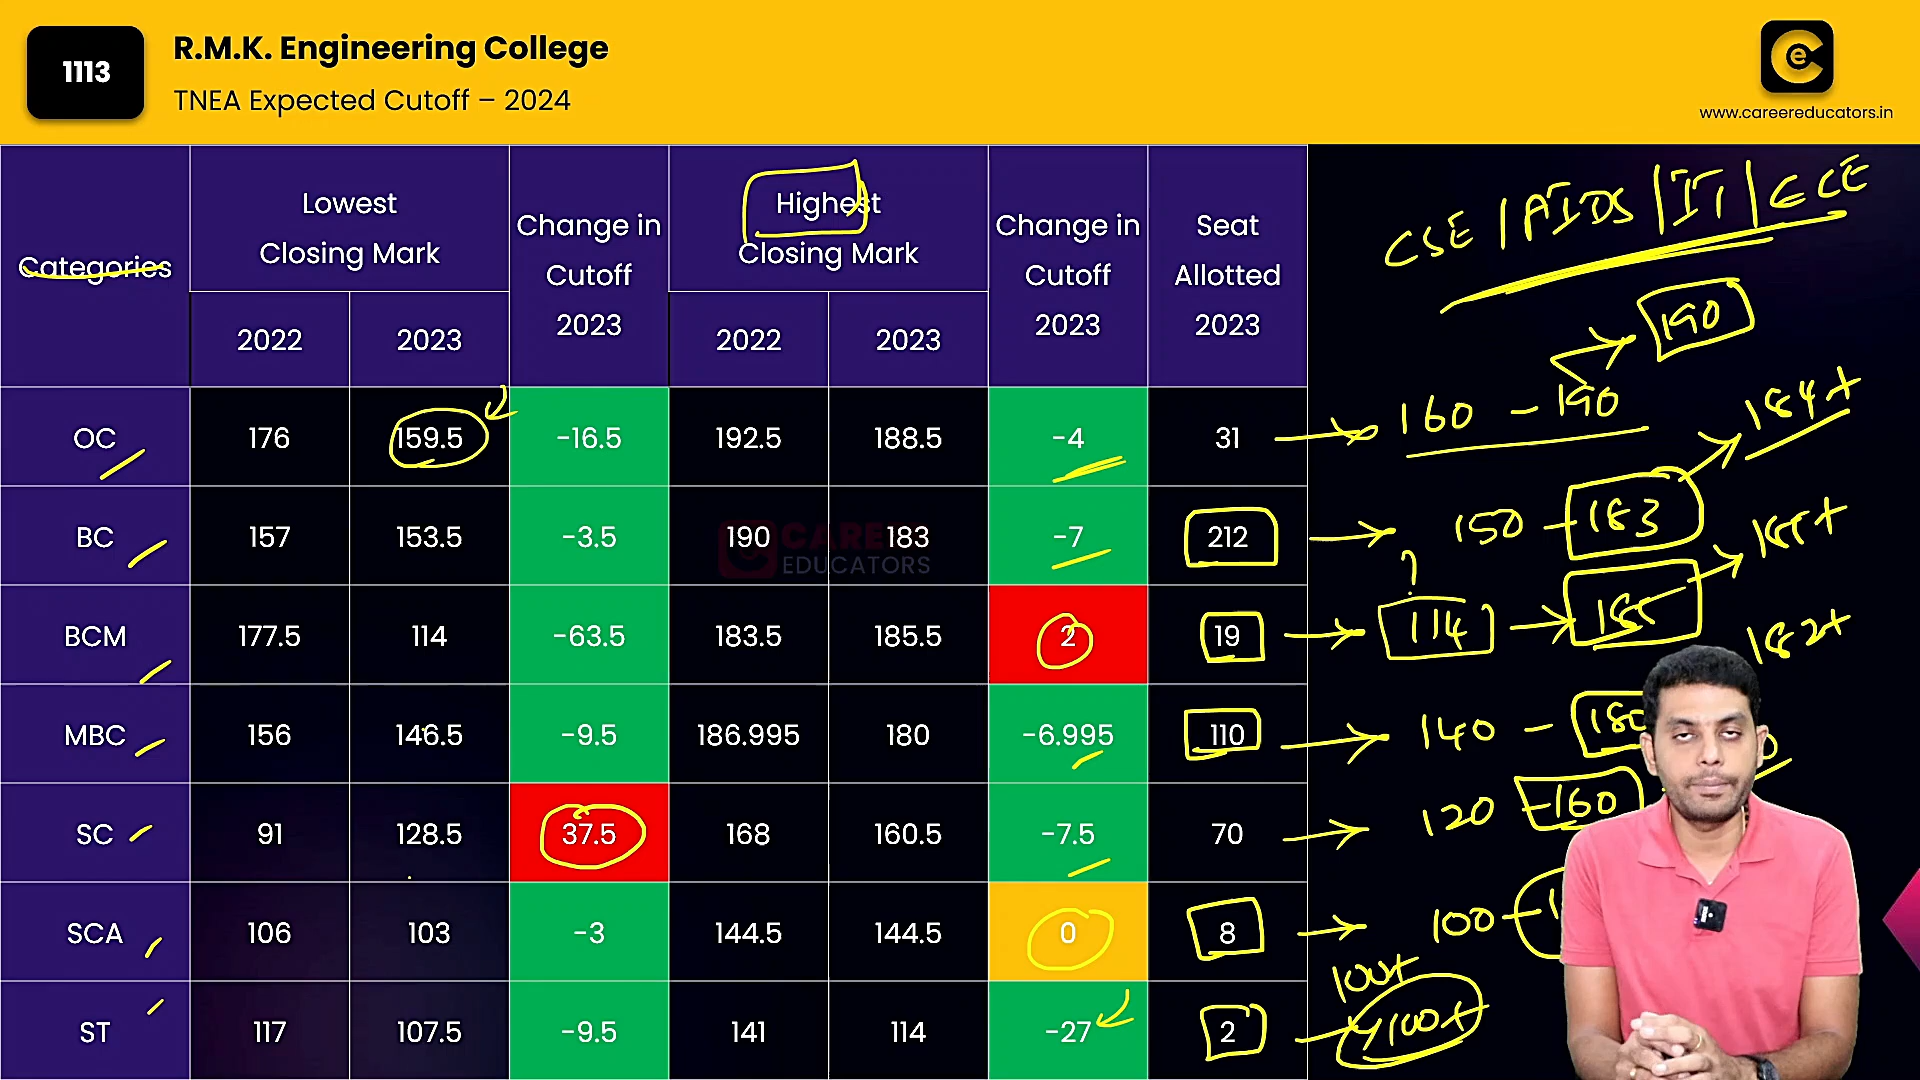 1113
R.M.K. Engineering College
TNEA Expected Cutoff – 2024
e
www.careereducators.in
Categories
Lowest
Closing Mark
Change in
Cutoff
2023
Highest
Closing Mark
Change in
Cutoff
2023
Seat
Allotted
2023
2022 2023 2022 2023
CSE | AIDS | IT | ECE
190
OC 176 159.5 -16.5 192.5 188.5 -4 31 160 - 190 184+
BC 157 153.5 -3.5 190 183 -7 212 150 - 183
EDUCATORS
?
BCM 177.5 114 -63.5 183.5 185.5 2 19 114 185
182+
MBC 156 146.5 -9.5 186.995 180 -6.995 110 140 - 180
SC 91 128.5 37.5 168 160.5 -7.5 70 120 - 160
SCA 106 103 -3 144.5 144.5 0 8 100 -
100+
ST 117 107.5 -9.5 141 114 -27 2 100+